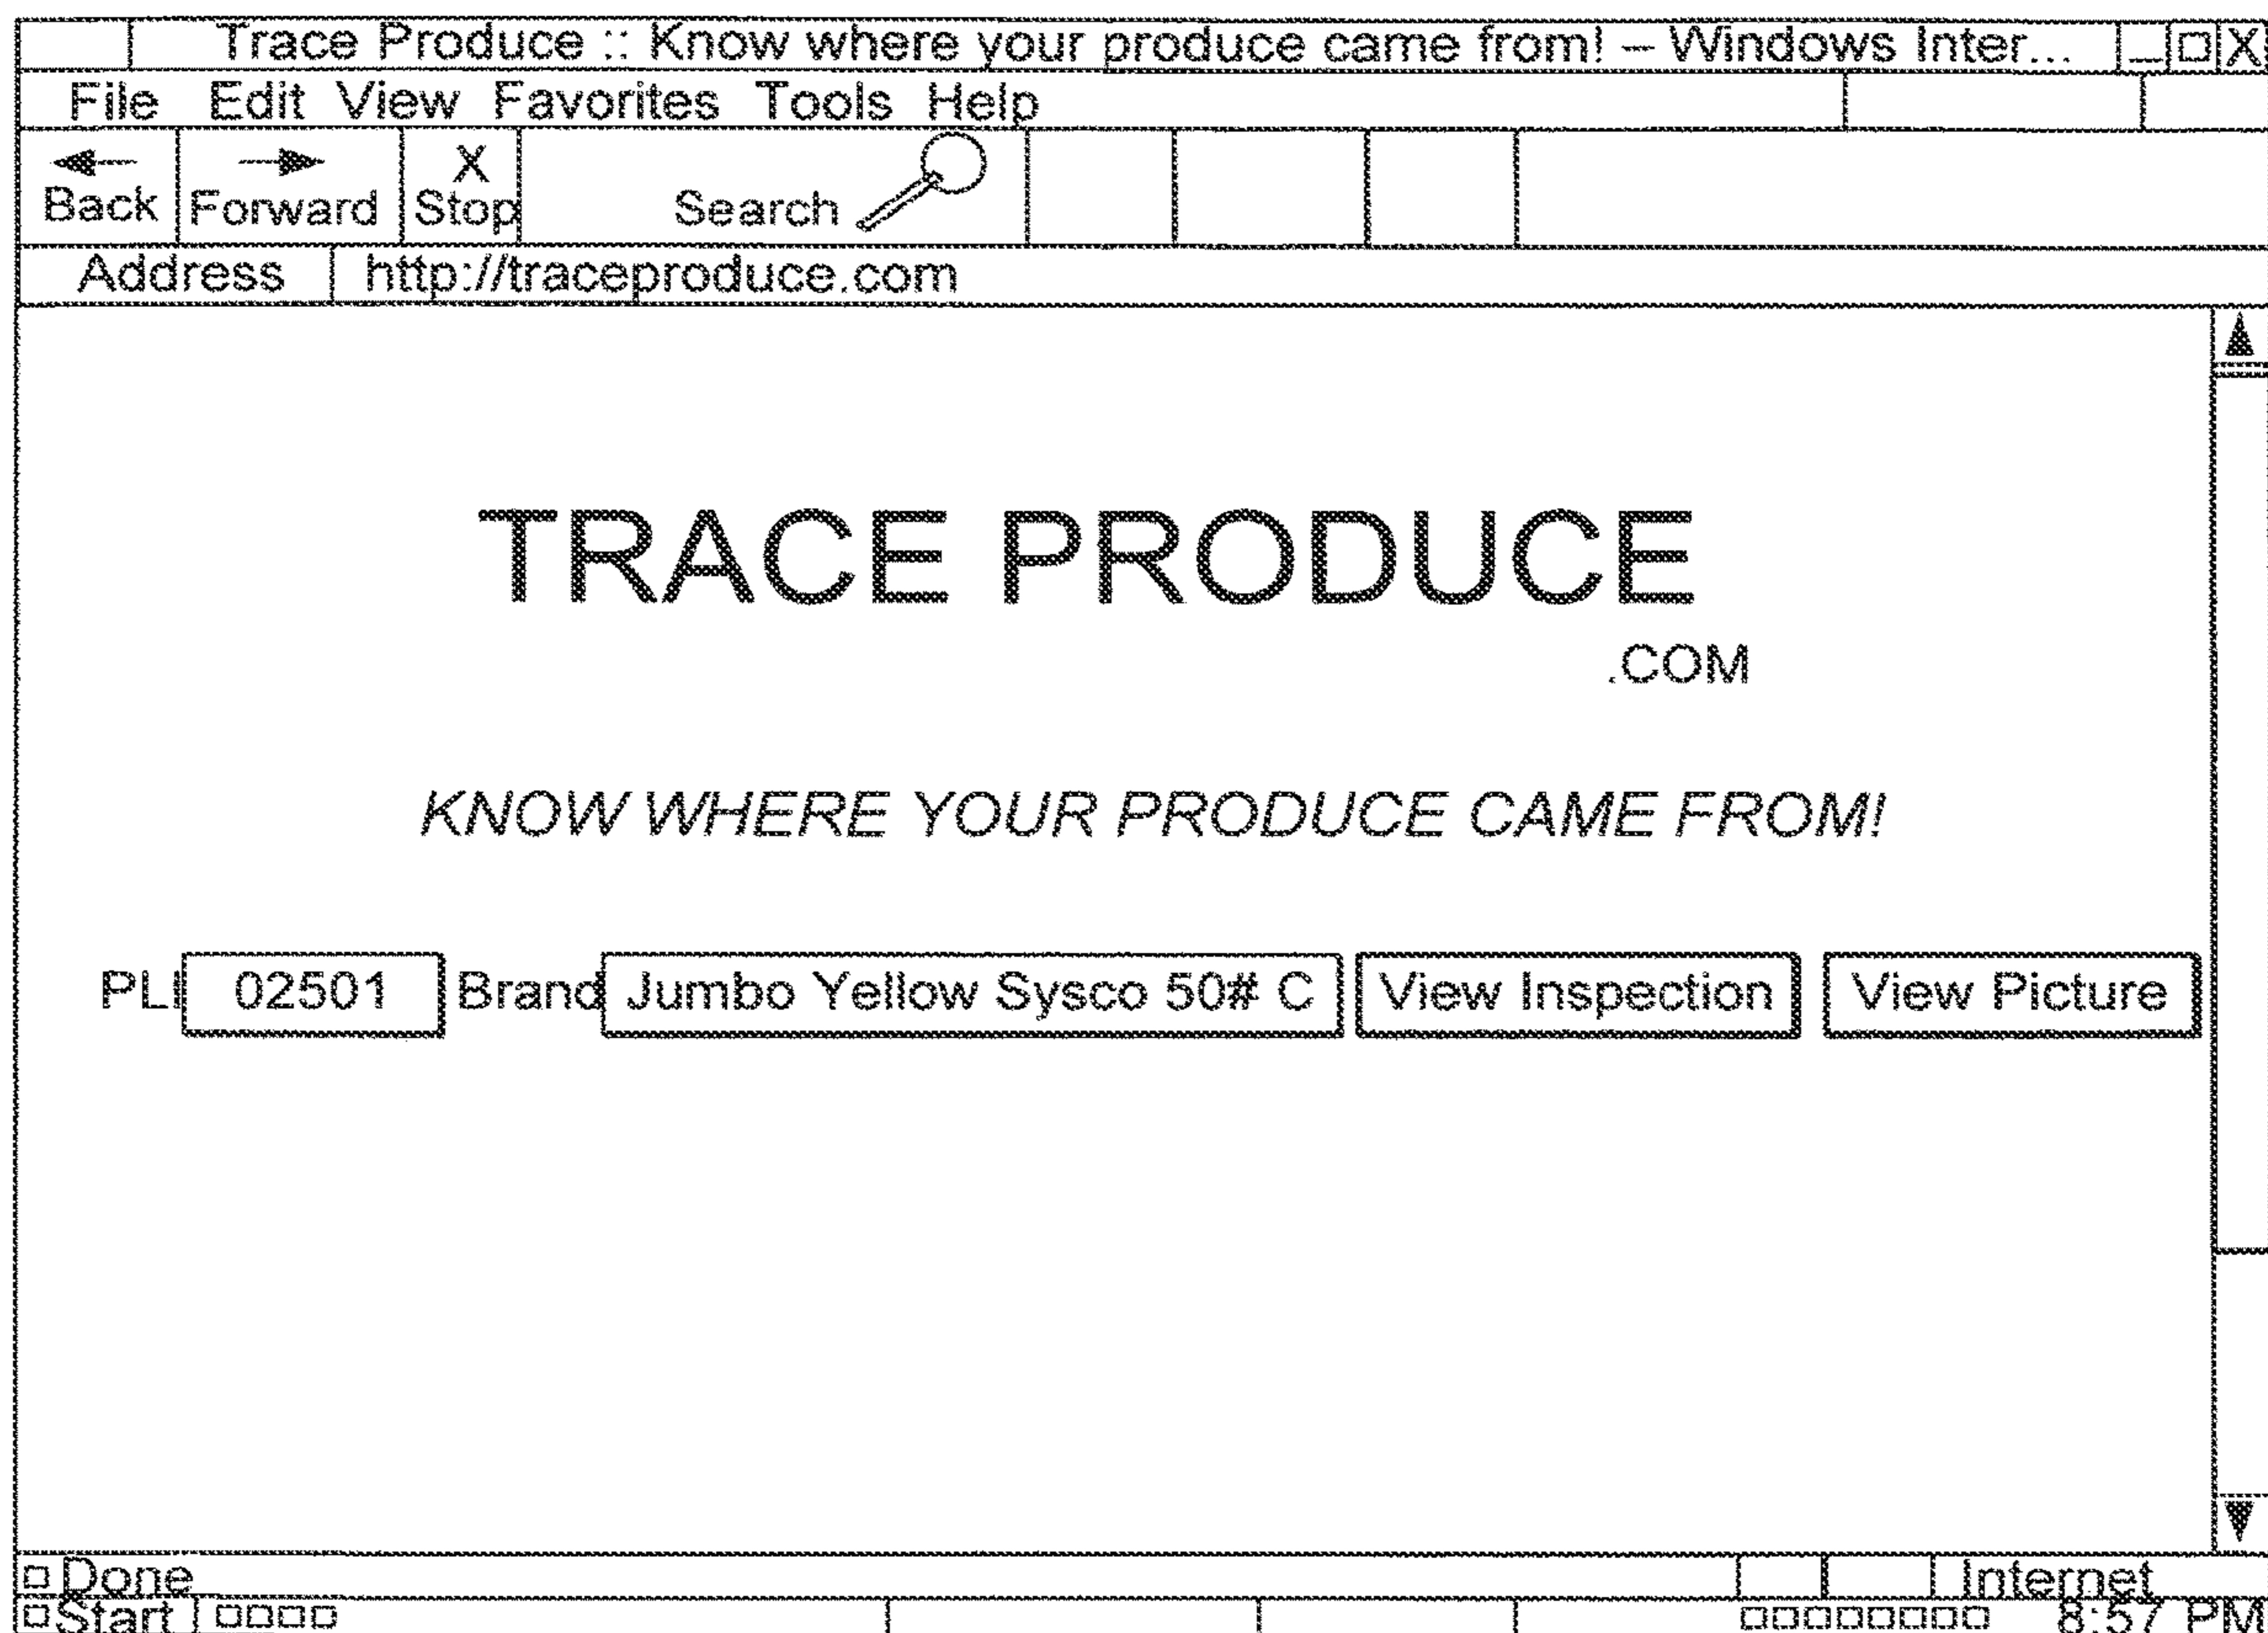 Trace Produce :: Know where your produce came from! – Windows Inter... _ □ X
File Edit View Favorites Tools Help
X
Back Forward Stop Search
Address http://traceproduce.com
TRACE PRODUCE
.COM
KNOW WHERE YOUR PRODUCE CAME FROM!
PLI 02501 Brand Jumbo Yellow Sysco 50# C View Inspection View Picture
Done Internet
Start 8:57 PM